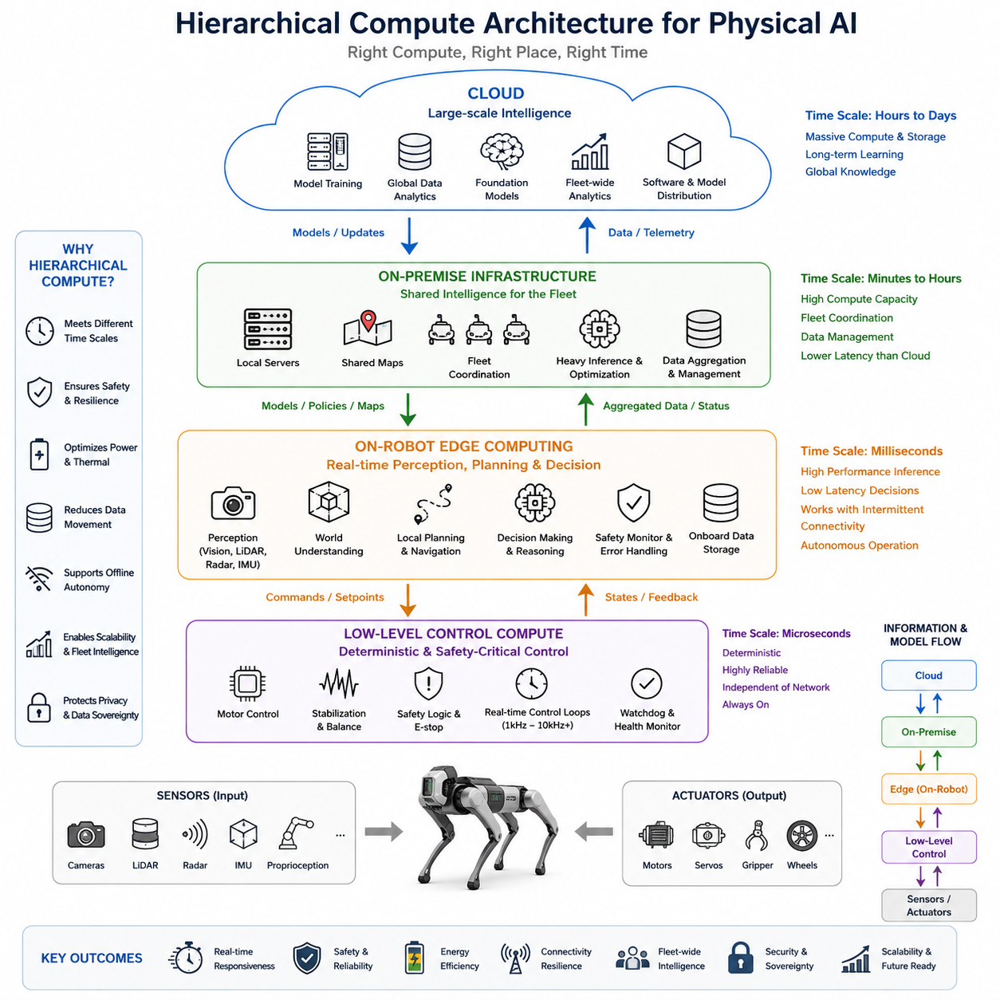 Hierarchical Compute Architecture for Physical AI
Right Compute, Right Place, Right Time
CLOUD
Large-scale Intelligence
Model Training
Global Data
Analytics
Foundation
Models
Fleet-wide
Analytics
Software & Model
Distribution
Time Scale: Hours to Days
Massive Compute & Storage
Long-term Learning
Global Knowledge
Models / Updates
Data / Telemetry
WHY
HIERARCHICAL
COMPUTE?
Meets Different
Time Scales
Ensures Safety
& Resilience
Optimizes Power
& Thermal
Reduces Data
Movement
Supports Offline
Autonomy
Enables Scalability
& Fleet Intelligence
Protects Privacy
& Data Sovereignty
ON-PREMISE INFRASTRUCTURE
Shared Intelligence for the Fleet
Local Servers
Shared Maps
Fleet
Coordination
Heavy Inference &
Optimization
Data Aggregation
& Management
Time Scale: Minutes to Hours
High Compute Capacity
Fleet Coordination
Data Management
Lower Latency than Cloud
Models / Policies / Maps
Aggregated Data / Status
ON-ROBOT EDGE COMPUTING
Real-time Perception, Planning & Decision
Perception
(Vision, LiDAR,
Radar, IMU)
World
Understanding
Local Planning
& Navigation
Decision Making
& Reasoning
Safety Monitor &
Error Handling
Onboard Data
Storage
Time Scale: Milliseconds
High Performance Inference
Low Latency Decisions
Works with Intermittent
Connectivity
Autonomous Operation
Commands / Setpoints
States / Feedback
LOW-LEVEL CONTROL COMPUTE
Deterministic & Safety-Critical Control
Motor Control
Stabilization
& Balance
Safety Logic &
E-stop
Real-time Control Loops
(1kHz – 10kHz+)
Watchdog &
Health Monitor
Time Scale: Microseconds
Deterministic
Highly Reliable
Independent of Network
Always On
INFORMATION &
MODEL FLOW
Cloud
On-Premise
Edge (On-Robot)
Low-Level
Control
Sensors /
Actuators
SENSORS (Input)
Cameras
LiDAR
Radar
IMU
Proprioception
...
ACTUATORS (Output)
Motors
Servos
Gripper
Wheels
...
KEY OUTCOMES
Real-time
Responsiveness
Safety &
Reliability
Energy
Efficiency
Connectivity
Resilience
Fleet-wide
Intelligence
Security &
Sovereignty
Scalability &
Future Ready